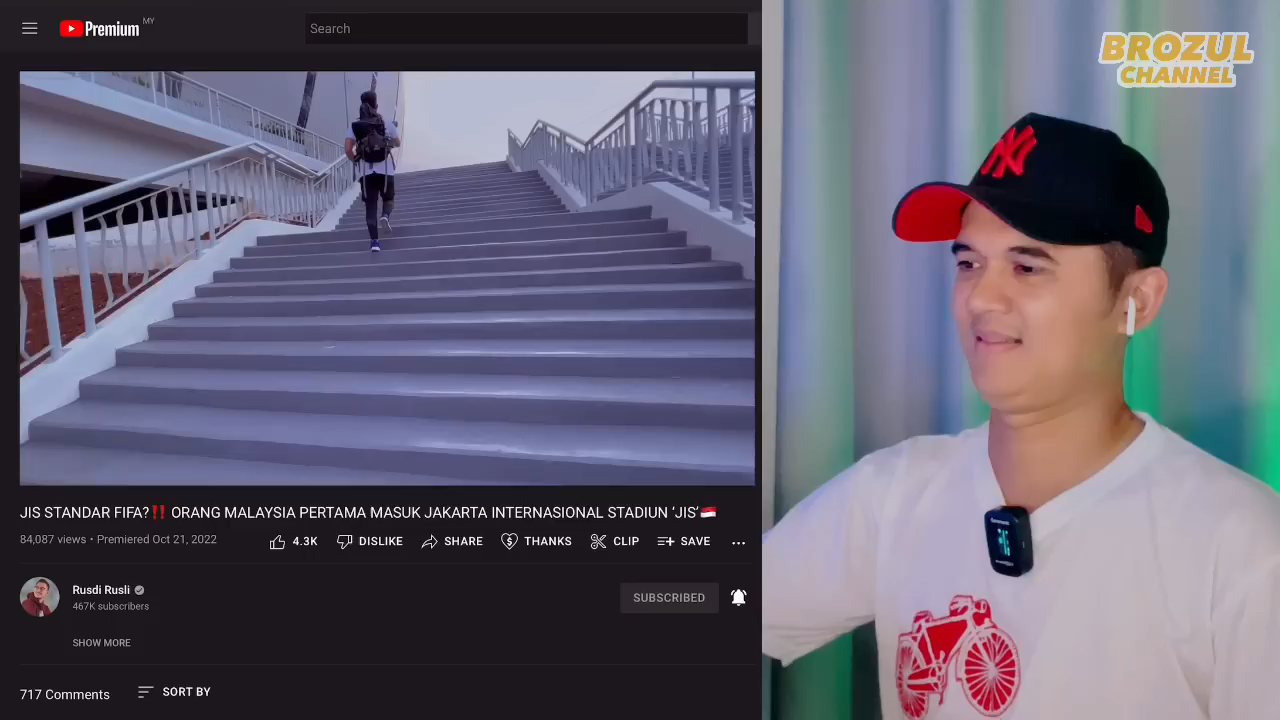 Premium MY
Search
BROZUL
CHANNEL
NY
JIS STANDAR FIFA?‼️ ORANG MALAYSIA PERTAMA MASUK JAKARTA INTERNASIONAL STADIUN 'JIS'🇮🇩
84,087 views • Premiered Oct 21, 2022
4.3K DISLIKE SHARE THANKS CLIP SAVE ...
Rusdi Rusli
467K subscribers
SUBSCRIBED
SHOW MORE
717 Comments SORT BY